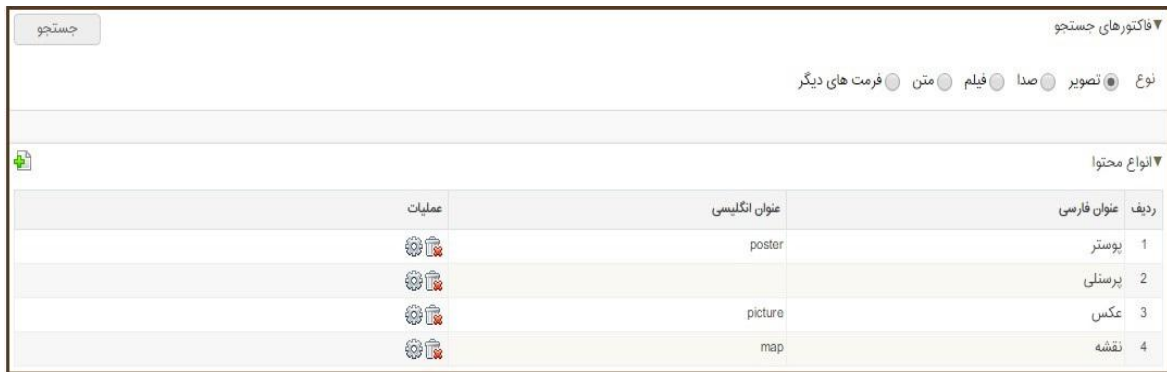 ▼فاکتورهای جستجو
جستجو
نوع تصویر صدا فیلم متن فرمت های دیگر
▼انواع محتوا
ردیف عنوان فارسی عنوان انگلیسی عملیات
1 پوستر poster
2 پرسنلی
3 عکس picture
4 نقشه map